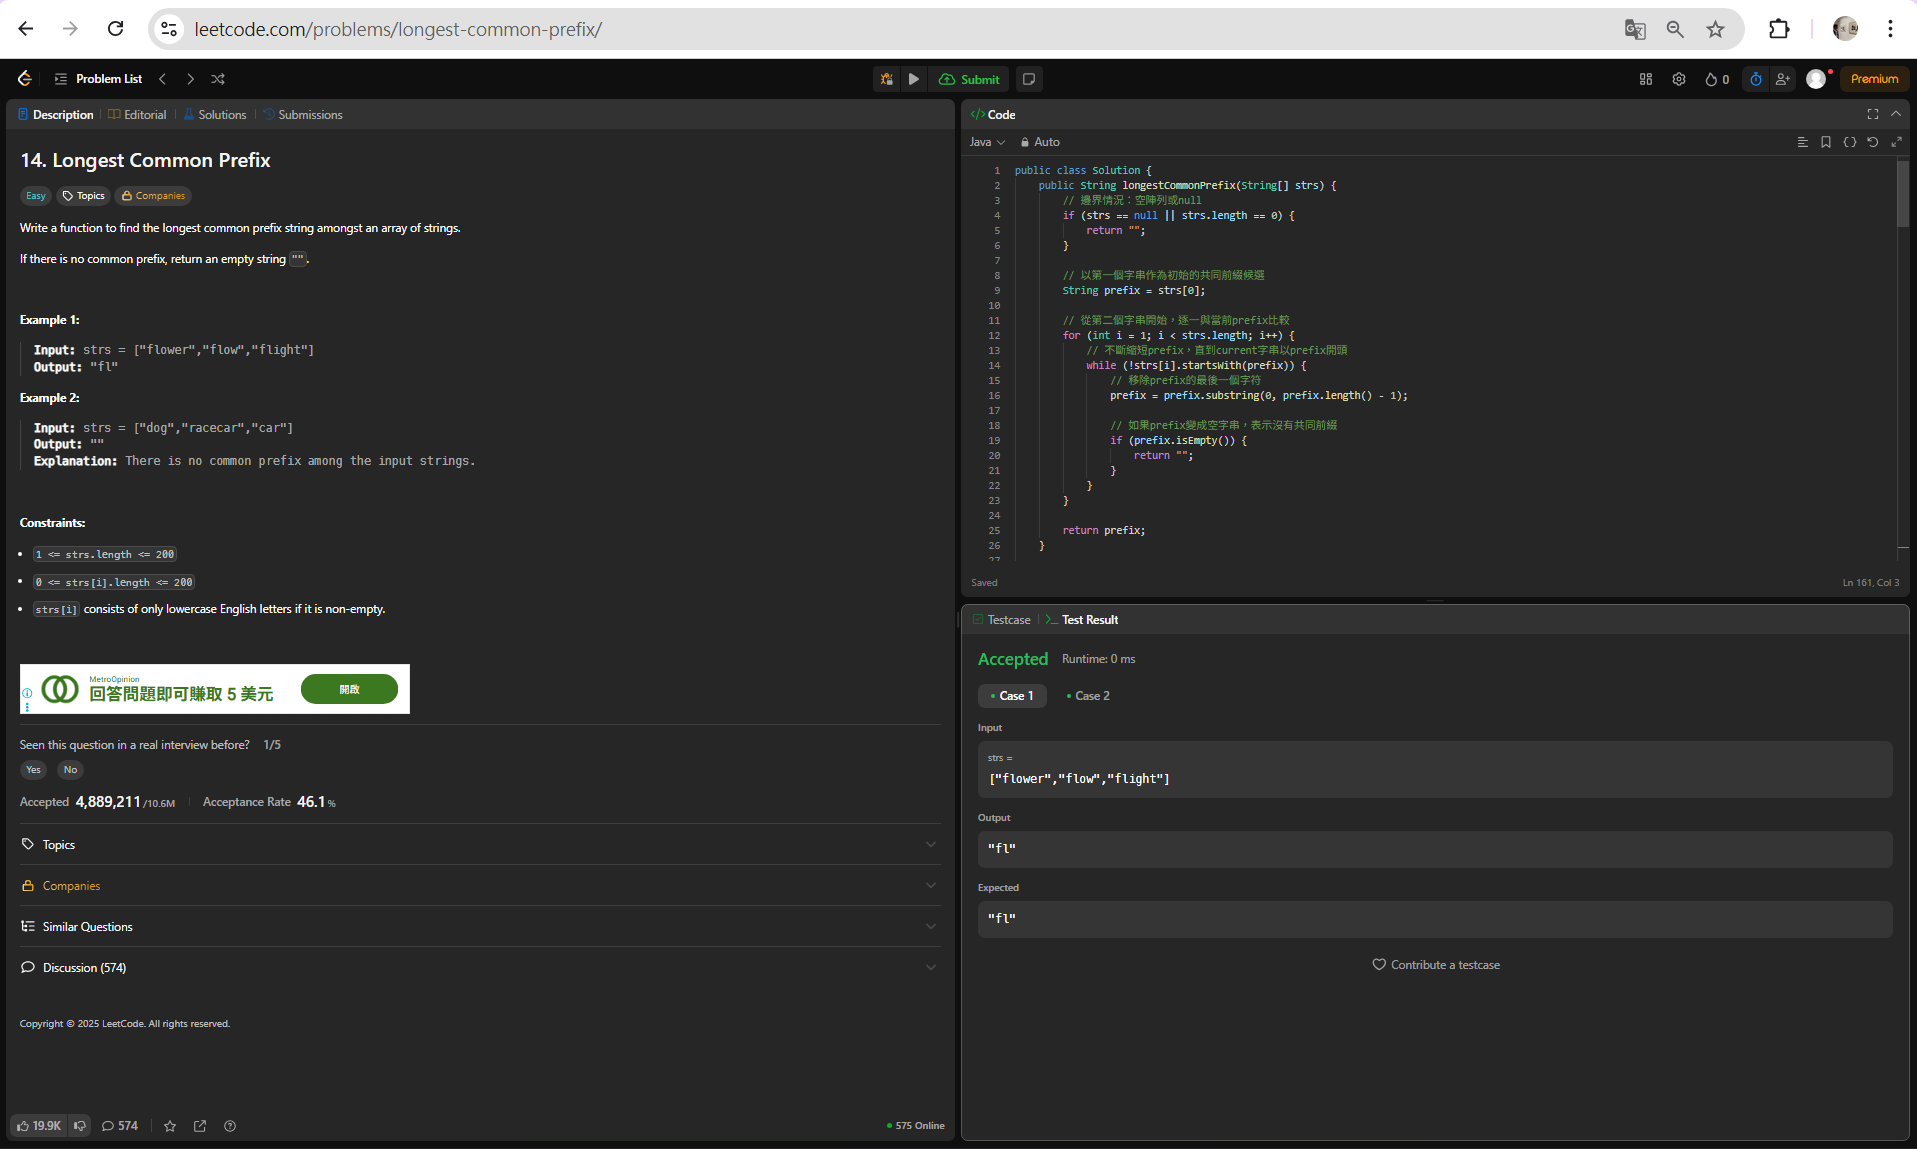 leetcode.com/problems/longest-common-prefix/
Problem List
Submit
0
Premium
Description
Editorial
Solutions
Submissions
14. Longest Common Prefix
Easy
Topics
Companies
Write a function to find the longest common prefix string amongst an array of strings.
If there is no common prefix, return an empty string "".
Example 1:
Input: strs = ["flower","flow","flight"]
Output: "fl"
Example 2:
Input: strs = ["dog","racecar","car"]
Output: ""
Explanation: There is no common prefix among the input strings.
Constraints:
• 1 <= strs.length <= 200
• 0 <= strs[i].length <= 200
• strs[i] consists of only lowercase English letters if it is non-empty.
MetroOpinion
回答問題即可賺取 5 美元
開啟
Seen this question in a real interview before? 1/5
Yes No
Accepted 4,889,211/10.6M Acceptance Rate 46.1%
Topics
Companies
Similar Questions
Discussion (574)
Copyright © 2025 LeetCode. All rights reserved.
19.9K 574
575 Online
Code
Java Auto
1 public class Solution {
2 public String longestCommonPrefix(String[] strs) {
3 // 邊界情況：空陣列或null
4 if (strs == null || strs.length == 0) {
5 return "";
6 }
7
8 // 以第一個字串作為初始的共同前綴候選
9 String prefix = strs[0];
10
11 // 從第二個字串開始，逐一與當前prefix比較
12 for (int i = 1; i < strs.length; i++) {
13 // 不斷縮短prefix，直到current字串以prefix開頭
14 while (!strs[i].startsWith(prefix)) {
15 // 移除prefix的最後一個字符
16 prefix = prefix.substring(0, prefix.length() - 1);
17
18 // 如果prefix變成空字串，表示沒有共同前綴
19 if (prefix.isEmpty()) {
20 return "";
21 }
22 }
23 }
24
25 return prefix;
26 }
27
Saved
Ln 161, Col 3
Testcase
Test Result
Accepted Runtime: 0 ms
Case 1 Case 2
Input
strs =
["flower","flow","flight"]
Output
"fl"
Expected
"fl"
Contribute a testcase